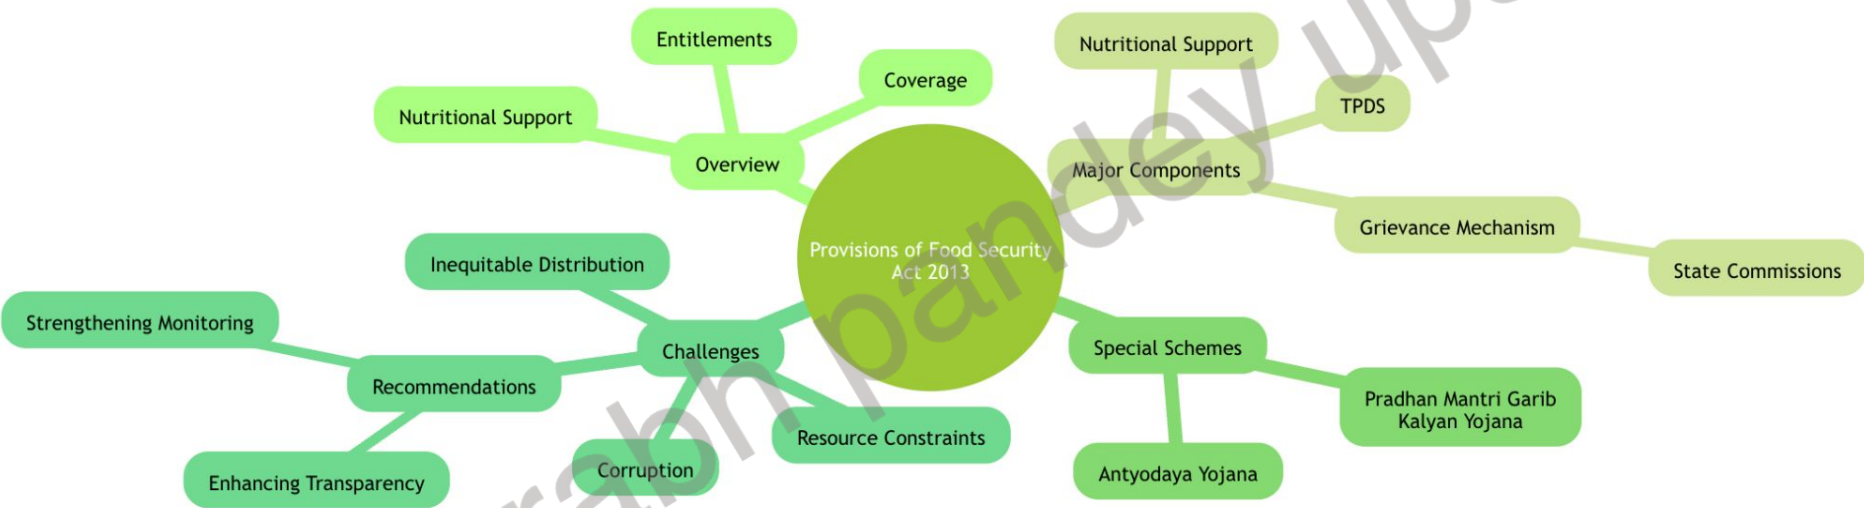 Entitlements
Nutritional Support
Coverage
Overview
Nutritional Support
TPDS
Major Components
Grievance Mechanism
State Commissions
Provisions of Food Security
Act 2013
Inequitable Distribution
Strengthening Monitoring
Challenges
Recommendations
Resource Constraints
Corruption
Enhancing Transparency
Special Schemes
Pradhan Mantri Garib
Kalyan Yojana
Antyodaya Yojana
pandey